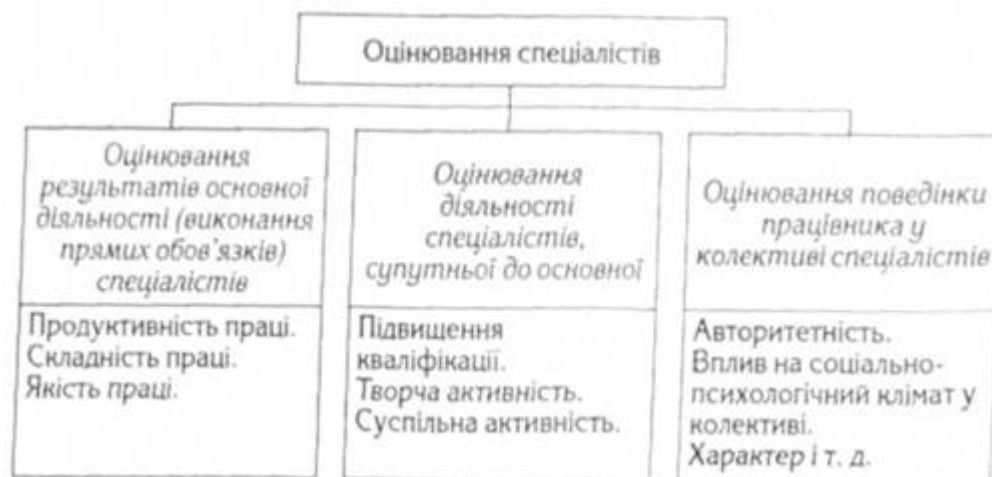 Оцінювання спеціалістів
Оцінювання
результатів основної
діяльності (виконання
прямих обов’язків)
спеціалістів
Продуктивність праці.
Складність праці.
Якість праці.
Оцінювання
діяльності
спеціалістів,
супутньої до основної
Підвищення
кваліфікації.
Творча активність.
Суспільна активність.
Оцінювання поведінки
працівника у
колективі спеціалістів
Авторитетність.
Вплив на соціально-
психологічний клімат у
колективі.
Характер і т. д.